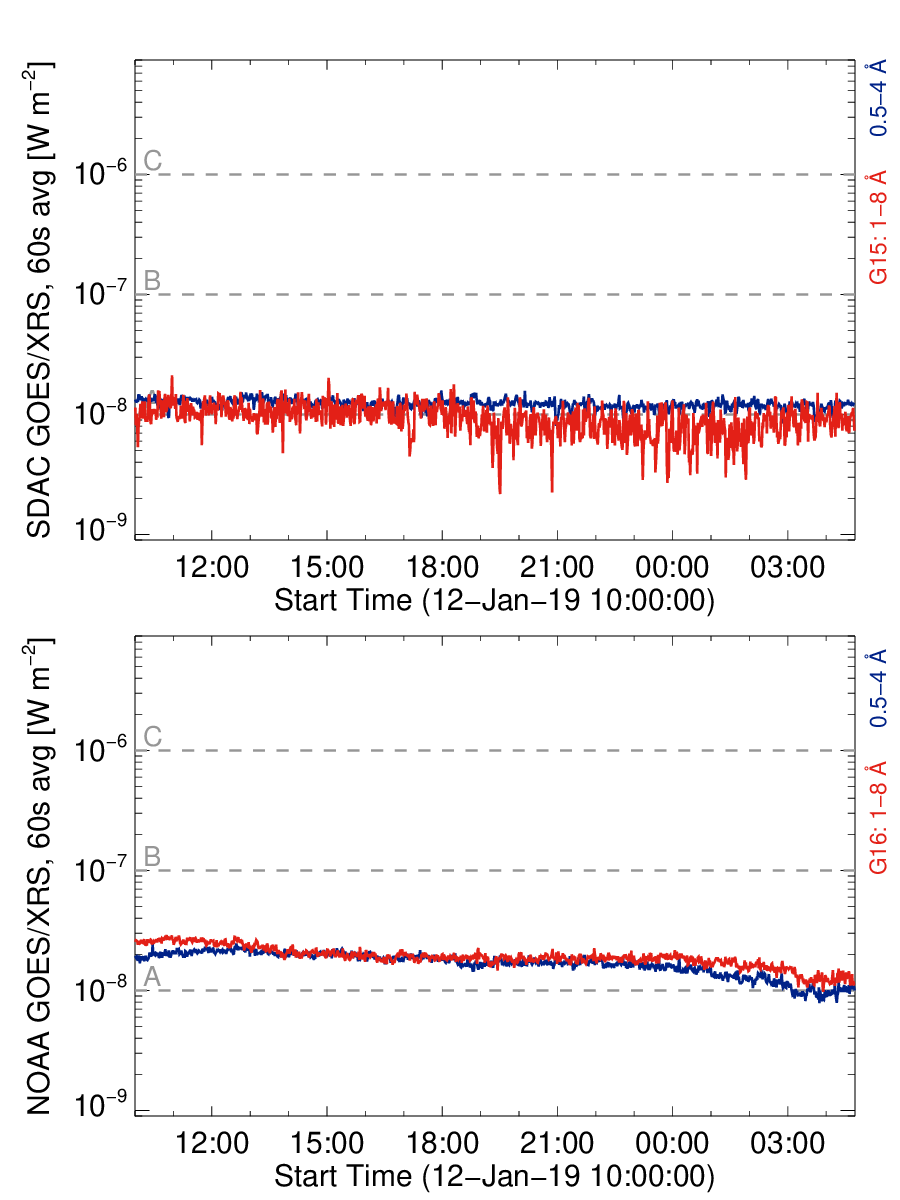 SDAC GOES/XRS, 60s avg [W m−2]
10−6
10−7
10−8
10−9
C
B
12:00 15:00 18:00 21:00 00:00 03:00
Start Time (12−Jan−19 10:00:00)
G15: 1−8 Å 0.5−4 Å
NOAA GOES/XRS, 60s avg [W m−2]
10−6
10−7
10−8
10−9
C
B
A
12:00 15:00 18:00 21:00 00:00 03:00
Start Time (12−Jan−19 10:00:00)
G16: 1−8 Å 0.5−4 Å